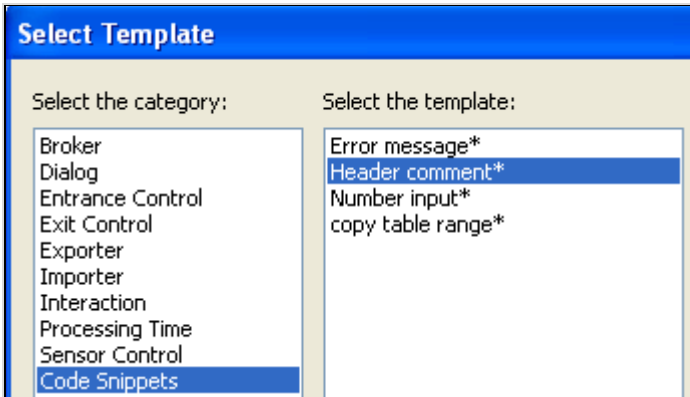 Select Template
Select the category:
Broker
Dialog
Entrance Control
Exit Control
Exporter
Importer
Interaction
Processing Time
Sensor Control
Code Snippets
Select the template:
Error message*
Header comment*
Number input*
copy table range*